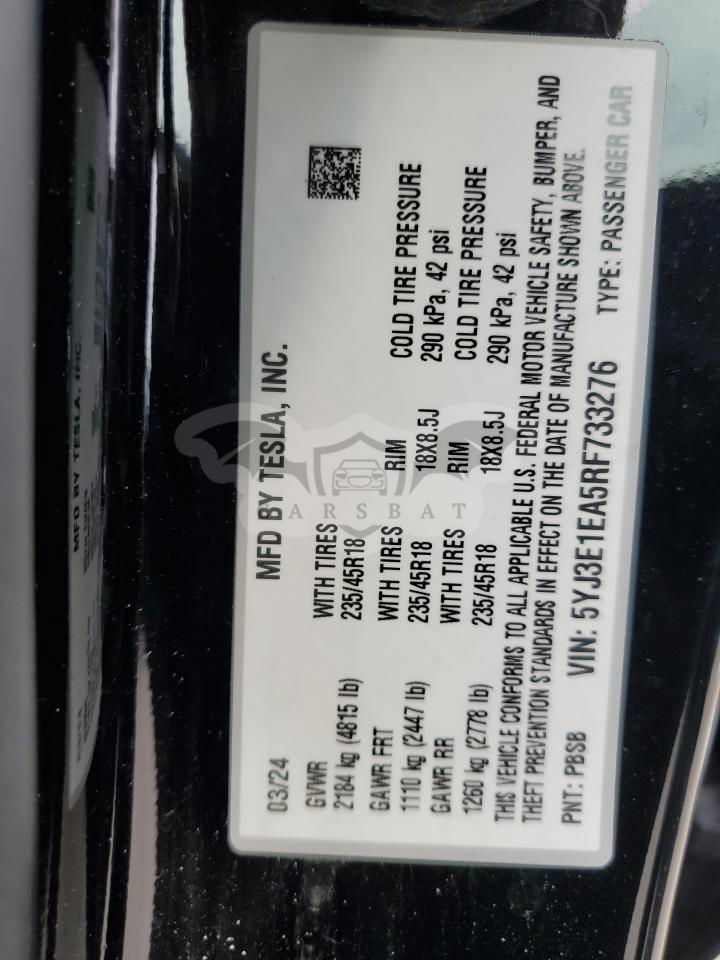 MFD BY TESLA, INC.
03/24
GVWR
2184 kg (4815 lb)
WITH TIRES
235/45R18
GAWR FRT
1110 kg (2447 lb)
WITH TIRES
235/45R18
RIM
18X8.5J
COLD TIRE PRESSURE
290 kPa, 42 psi
GAWR RR
1260 kg (2778 lb)
WITH TIRES
235/45R18
RIM
18X8.5J
COLD TIRE PRESSURE
290 kPa, 42 psi
THIS VEHICLE CONFORMS TO ALL APPLICABLE U.S. FEDERAL MOTOR VEHICLE SAFETY, BUMPER, AND
THEFT PREVENTION STANDARDS IN EFFECT ON THE DATE OF MANUFACTURE SHOWN ABOVE.
PNT: PBSB VIN: 5YJ3E1EA5RF733276 TYPE: PASSENGER CAR
CARSBAT
MFD BY TESLA, INC.